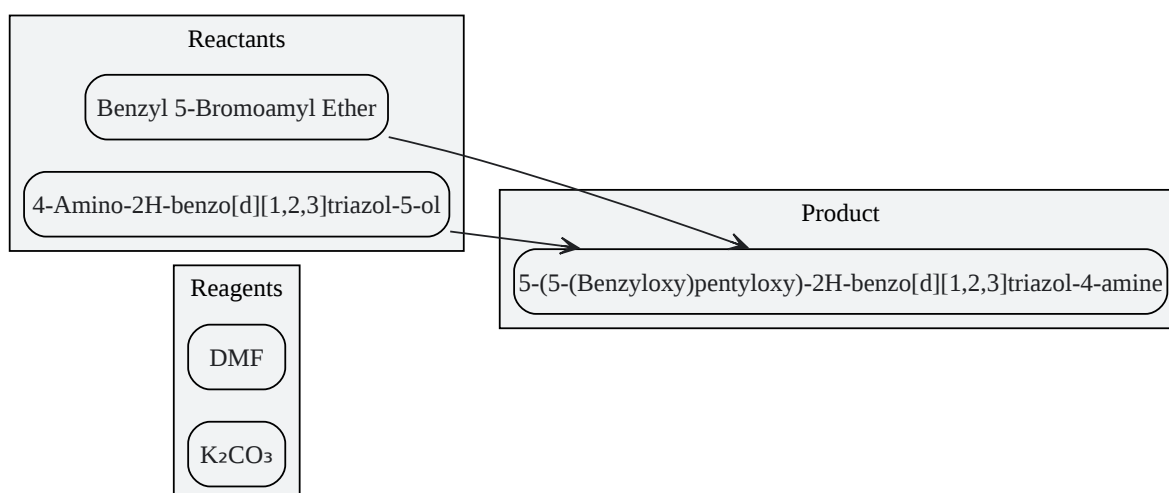 Reactants
Benzyl 5-Bromoamyl Ether
4-Amino-2H-benzo[d][1,2,3]triazol-5-ol
Product
5-(5-(Benzyloxy)pentyloxy)-2H-benzo[d][1,2,3]triazol-4-amine
Reagents
DMF
K₂CO₃